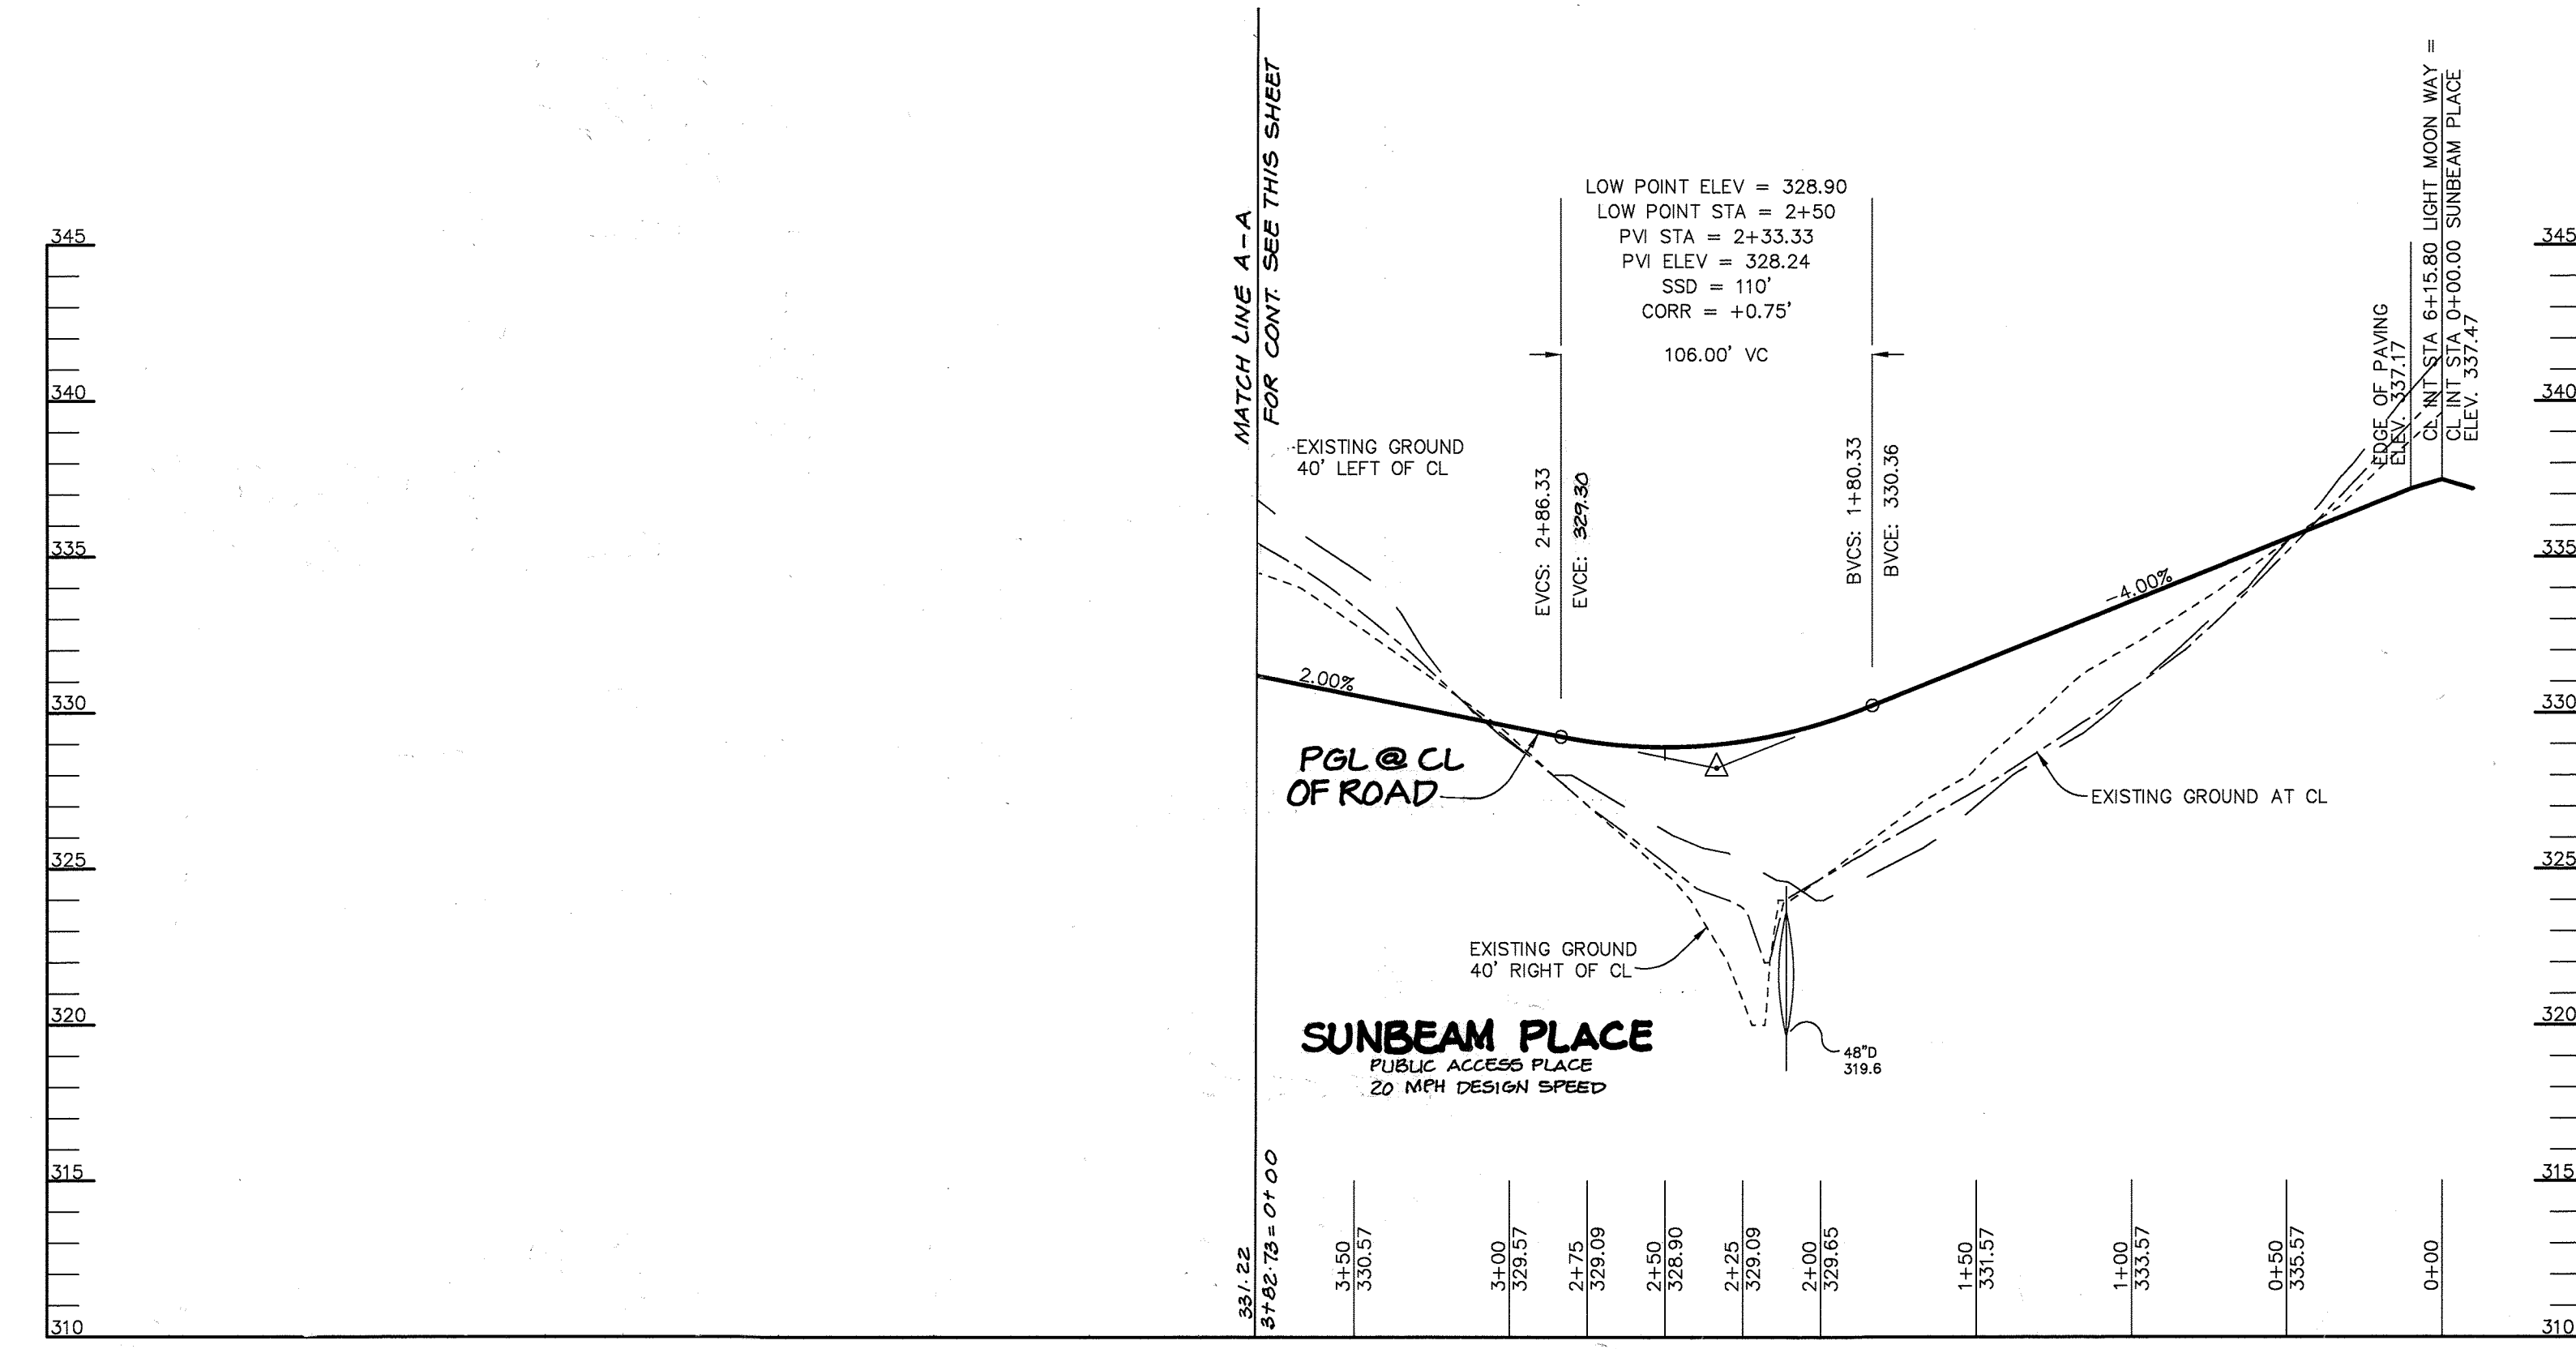 MATCH LINE A-A
FOR CONT. SEE THIS SHEET
LOW POINT ELEV = 328.90
LOW POINT STA = 2+50
PVI STA = 2+33.33
PVI ELEV = 328.24
SSD = 110'
CORR = +0.75'
106.00' VC
EVCS: 2+86.33
EVCE: 329.30
BVCS: 1+80.33
BVCE: 330.36
EDGE OF PAVING
ELEV. 337.17
CL INT STA 6+15.80 LIGHT MOON WAY =
CL INT STA 0+00.00 SUNBEAM PLACE
ELEV. 337.47
345
340
335
330
325
320
315
310
345
340
335
330
325
320
315
310
EXISTING GROUND
40' LEFT OF CL
2.00%
-4.00%
PGL @ CL
OF ROAD
EXISTING GROUND AT CL
EXISTING GROUND
40' RIGHT OF CL
48"D
319.6
SUNBEAM PLACE
PUBLIC ACCESS PLACE
20 MPH DESIGN SPEED
331.22
3+82.73=0+00
3+50
330.57
3+00
329.57
2+75
329.09
2+50
328.90
2+25
329.09
2+00
329.65
1+50
331.57
1+00
333.57
0+50
335.57
0+00